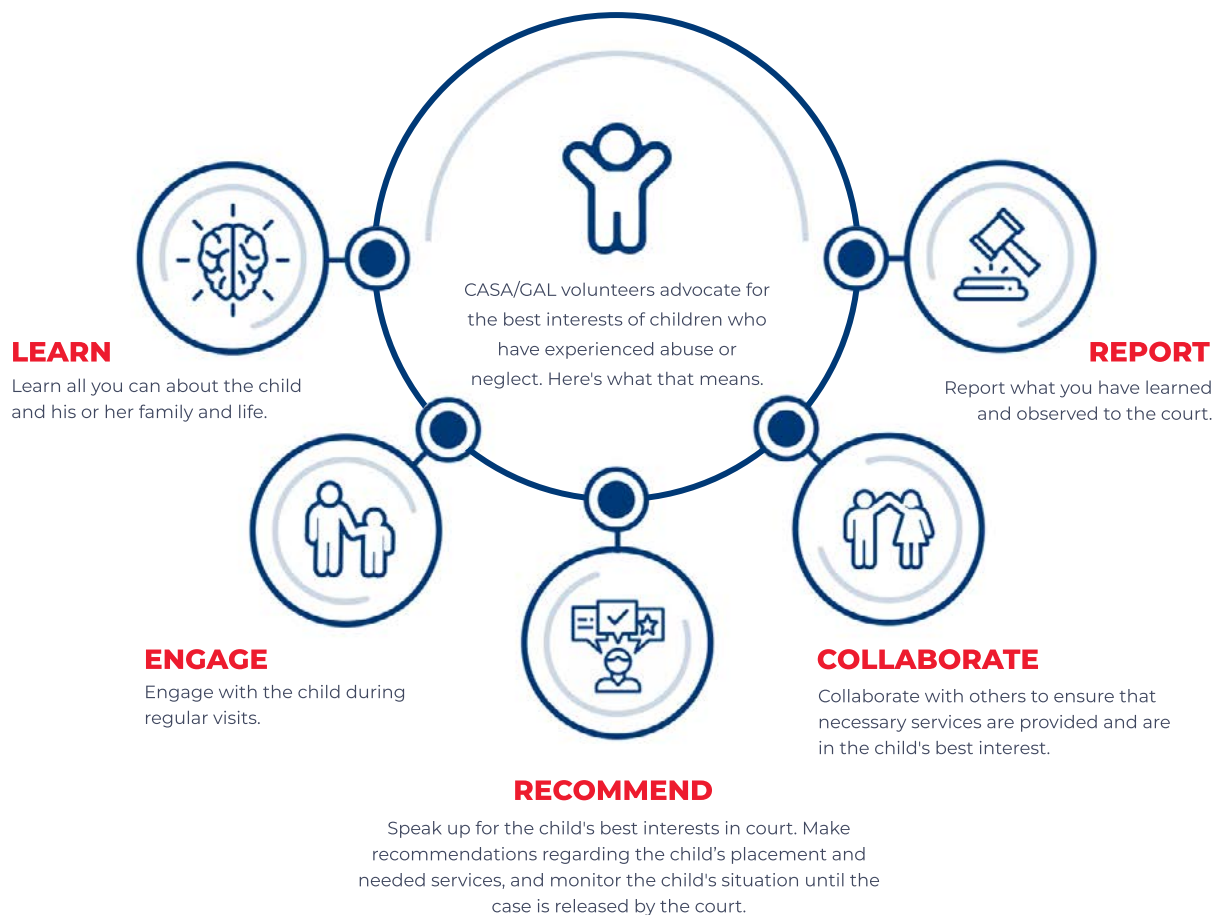 CASA/GAL volunteers advocate for
the best interests of children who
have experienced abuse or
neglect. Here's what that means.
LEARN
Learn all you can about the child
and his or her family and life.
REPORT
Report what you have learned
and observed to the court.
ENGAGE
Engage with the child during
regular visits.
COLLABORATE
Collaborate with others to ensure that
necessary services are provided and are
in the child's best interest.
RECOMMEND
Speak up for the child's best interests in court. Make
recommendations regarding the child’s placement and
needed services, and monitor the child's situation until the
case is released by the court.